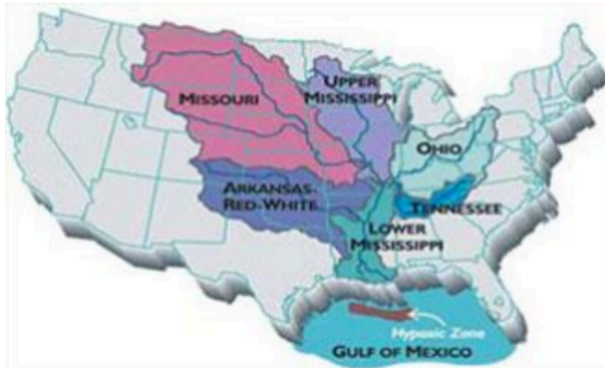 MISSOURI
UPPER
MISSISSIPPI
OHIO
ARKANSAS-
RED-WHITE
TENNESSEE
LOWER
MISSISSIPPI
Hypoxic Zone
GULF OF MEXICO